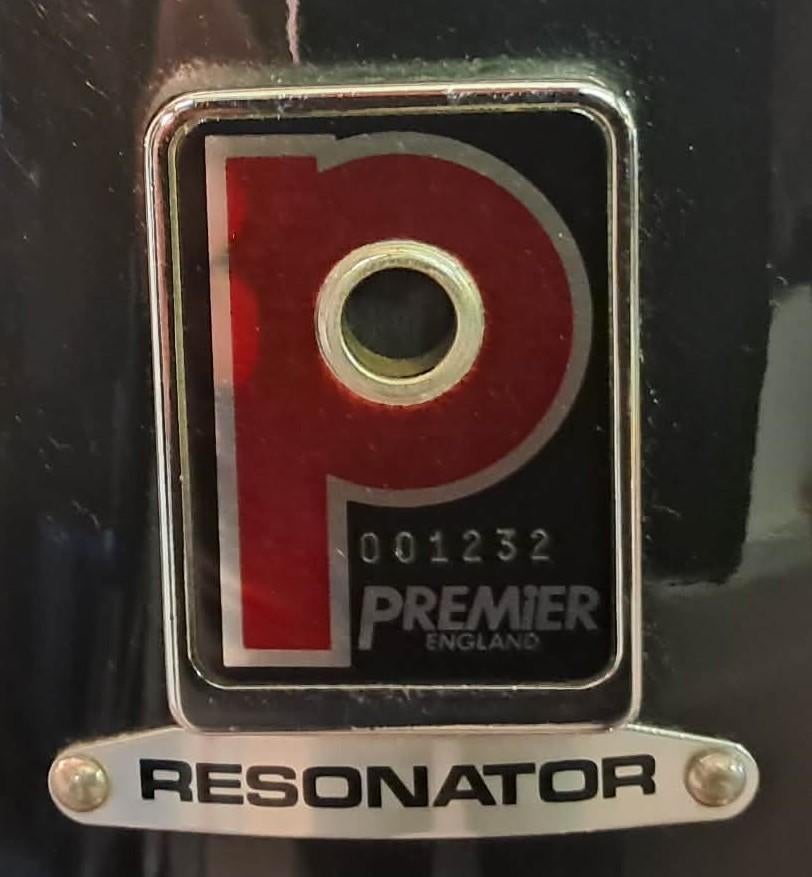 P
001232
PREMiER
ENGLAND
RESONATOR